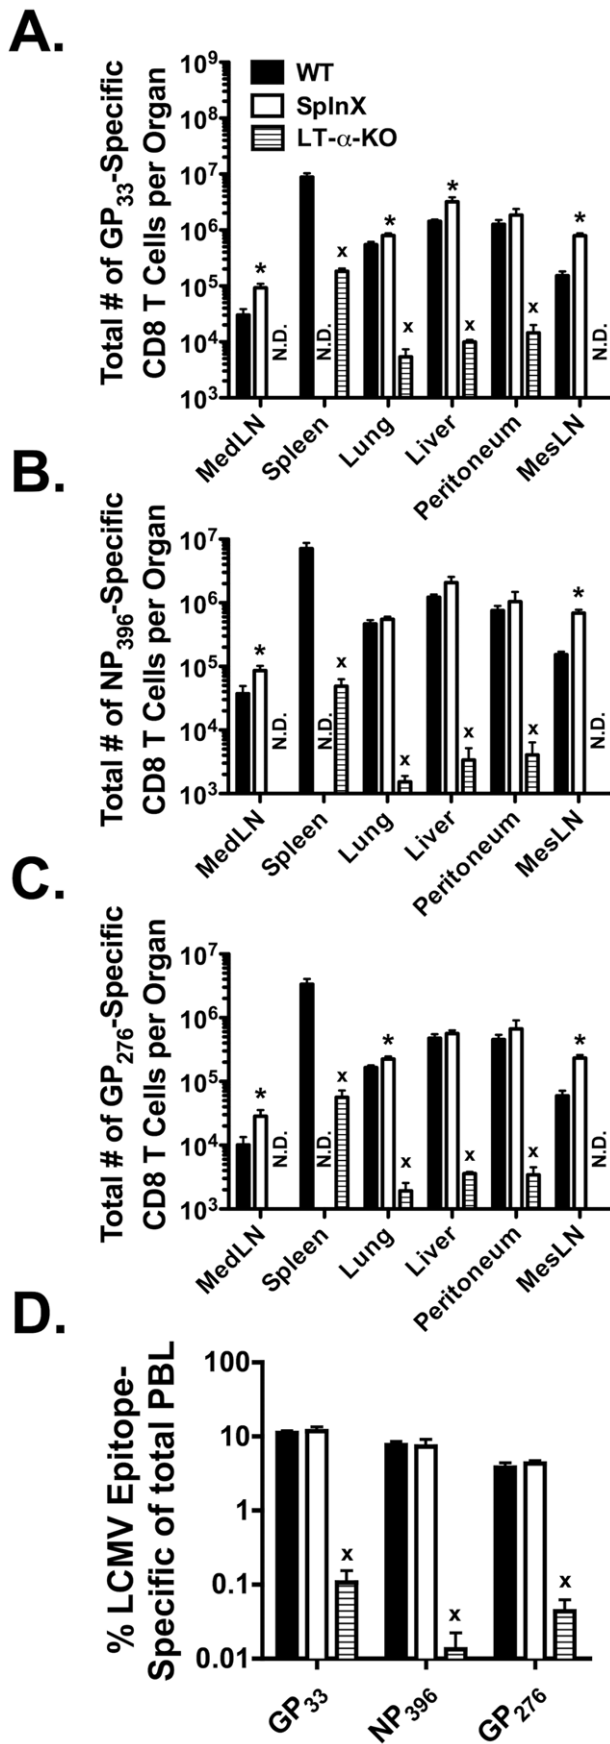 A.
Total # of GP33-Specific
CD8 T Cells per Organ
10^9
10^8
10^7
10^6
10^5
10^4
10^3
WT
SplnX
LT-α-KO
* N.D. N.D. x * x * x x * N.D.
MedLN Spleen Lung Liver Peritoneum MesLN
B.
Total # of NP396-Specific
CD8 T Cells per Organ
10^7
10^6
10^5
10^4
10^3
* N.D. N.D. x x x x * N.D.
MedLN Spleen Lung Liver Peritoneum MesLN
C.
Total # of GP276-Specific
CD8 T Cells per Organ
10^7
10^6
10^5
10^4
10^3
* N.D. N.D. x * x x x * N.D.
MedLN Spleen Lung Liver Peritoneum MesLN
D.
% LCMV Epitope-
Specific of total PBL
100
10
1
0.1
0.01
x x x
GP33 NP396 GP276